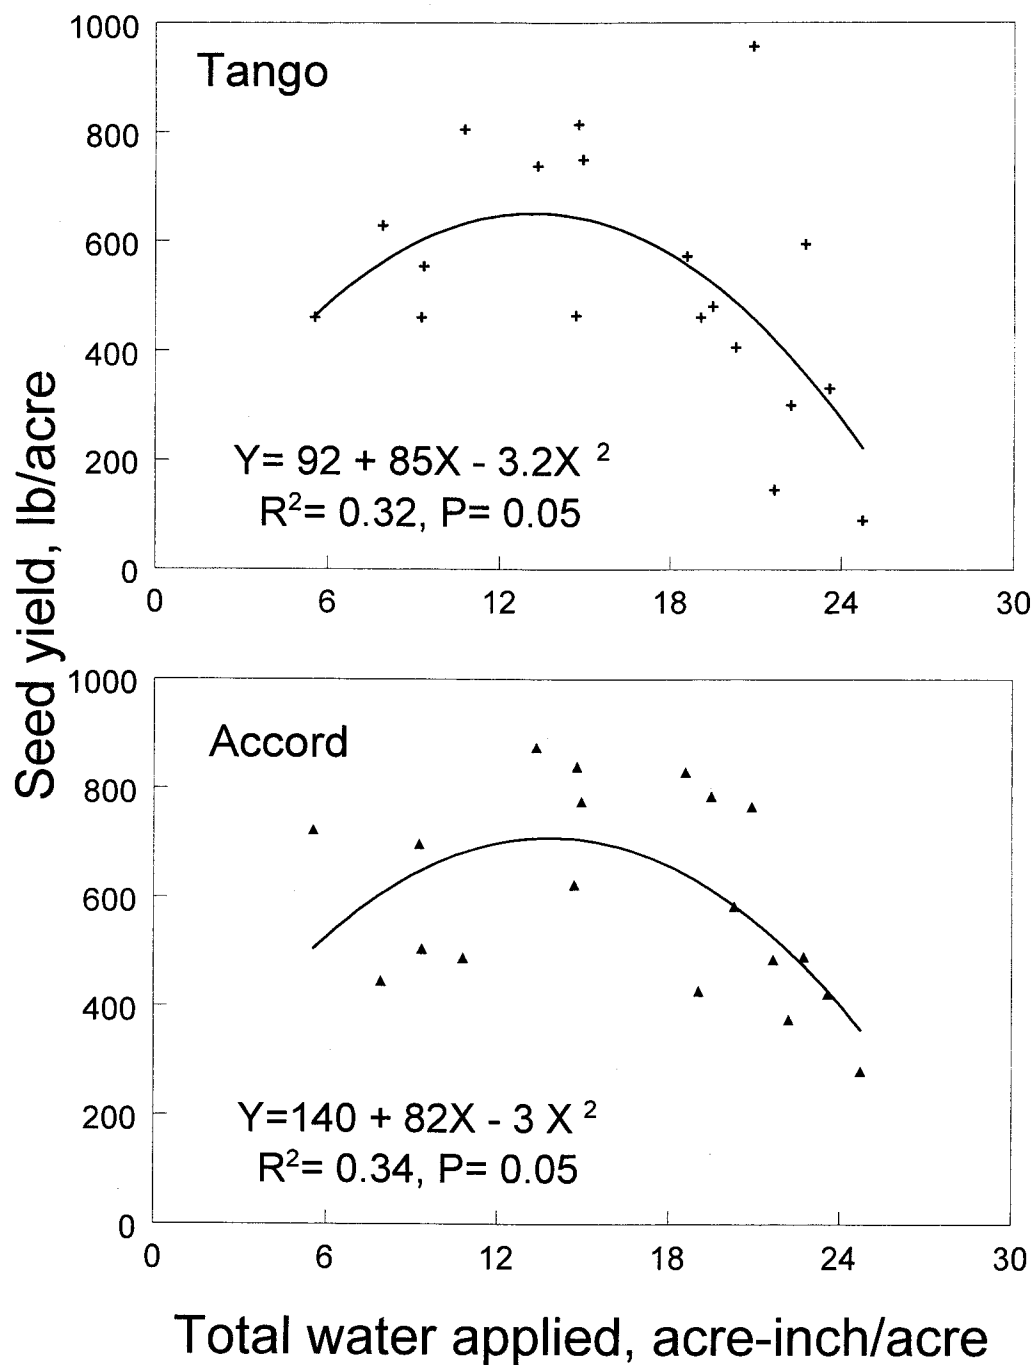 1000
Tango
800
600
400
Y= 92 + 85X - 3.2X ²
200
R²= 0.32, P= 0.05
0
0 6 12 18 24 30
Seed yield, lb/acre
1000
Accord
800
600
400
Y=140 + 82X - 3 X ²
200
R²= 0.34, P= 0.05
0
0 6 12 18 24 30
Total water applied, acre-inch/acre